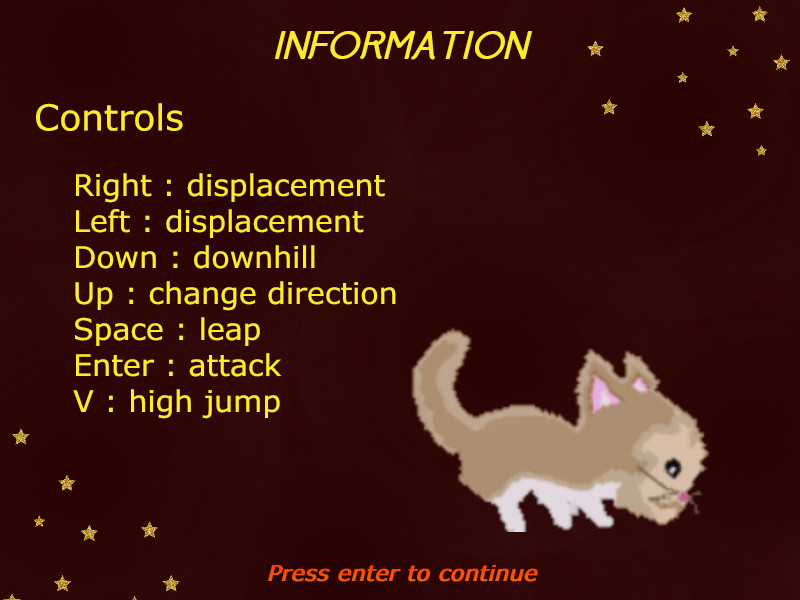 INFORMATION
Controls
Right : displacement
Left : displacement
Down : downhill
Up : change direction
Space : leap
Enter : attack
V : high jump
Press enter to continue